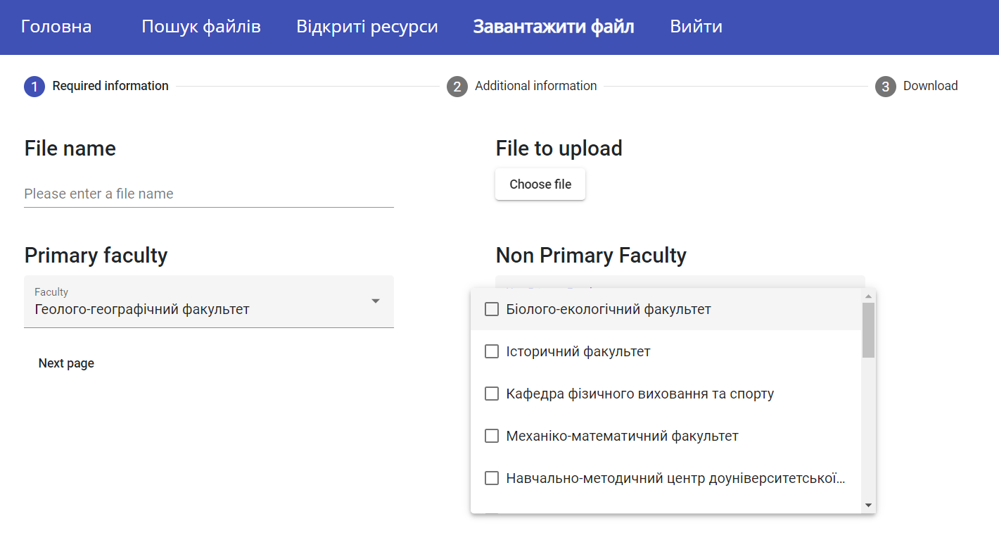 Головна Пошук файлів Відкриті ресурси Завантажити файл Вийти
1 Required information 2 Additional information 3 Download
File name
Please enter a file name
File to upload
Choose file
Primary faculty
Faculty
Геолого-географічний факультет
Next page
Non Primary Faculty
Біолого-екологічний факультет
Історичний факультет
Кафедра фізичного виховання та спорту
Механіко-математичний факультет
Навчально-методичний центр доуніверситетської...